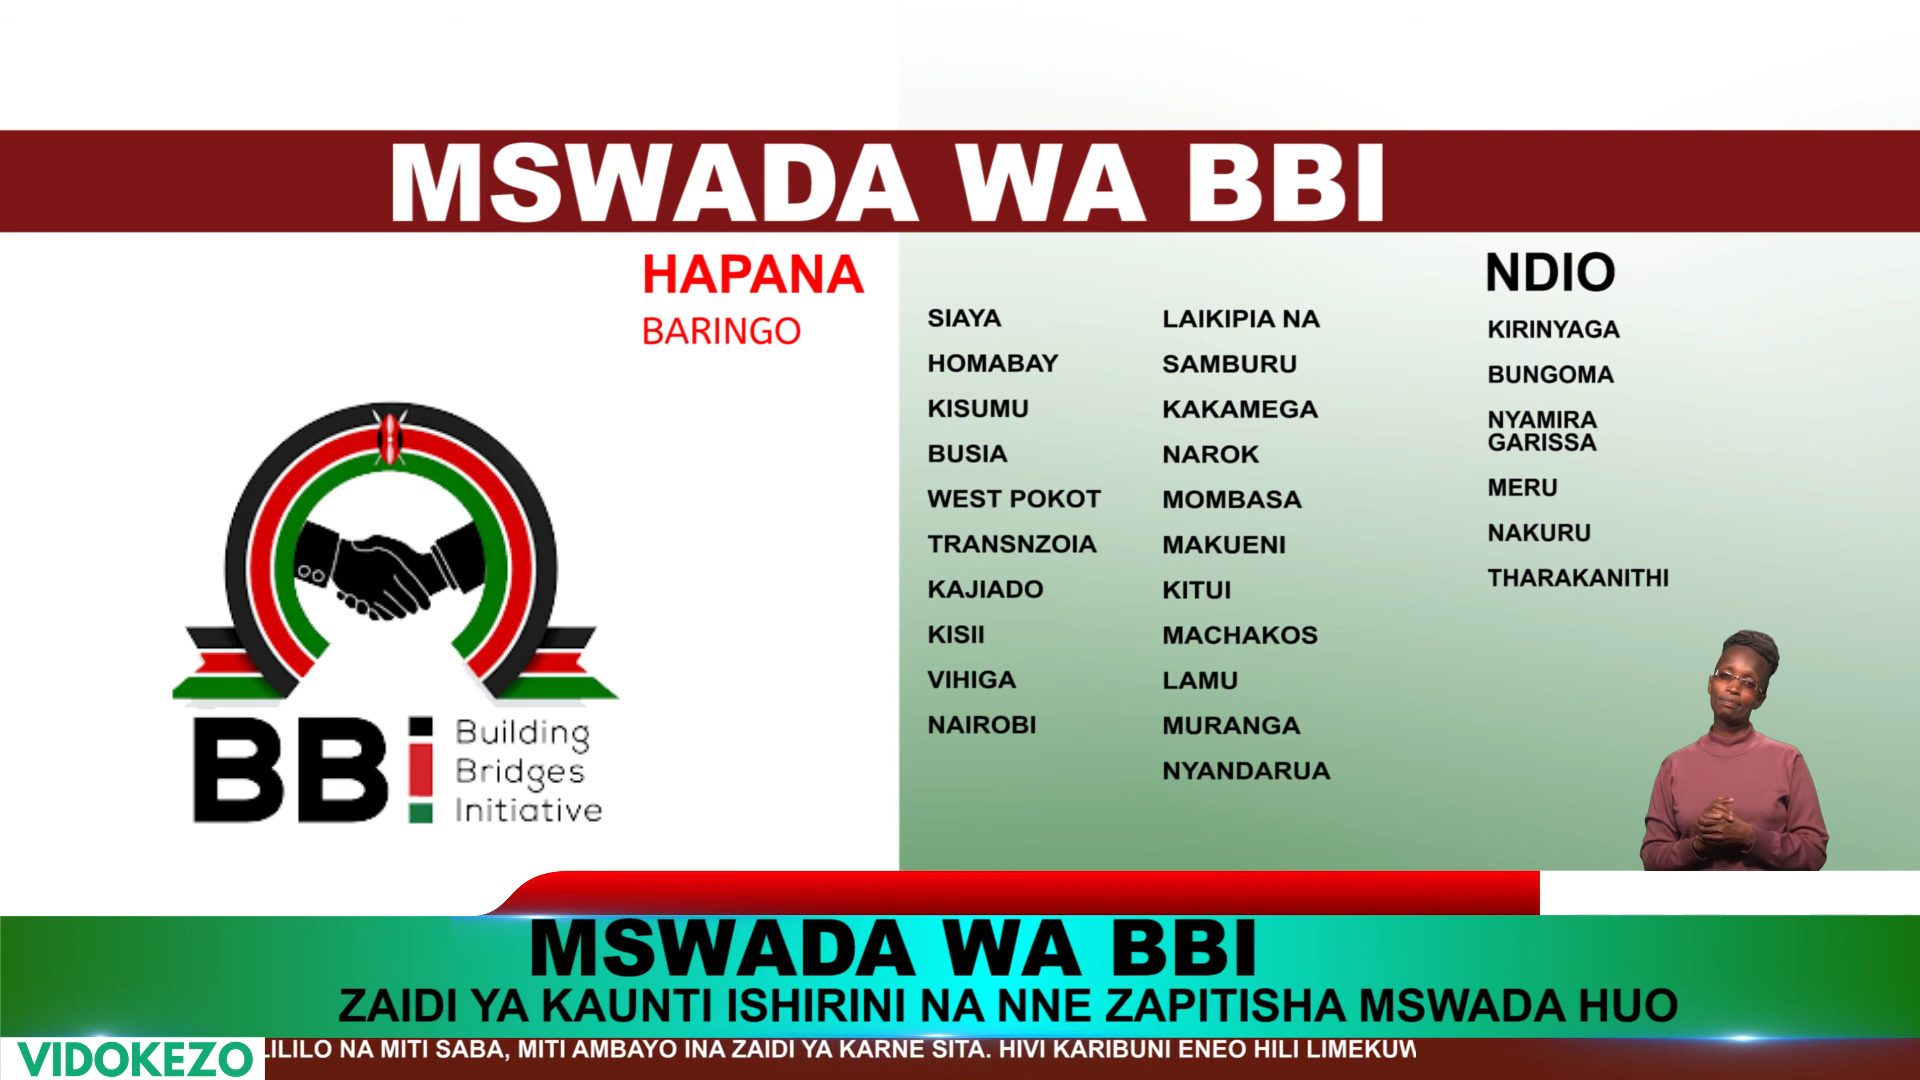 MSWADA WA BBI
HAPANA
BARINGO
BBi
Building
Bridges
Initiative
SIAYA
HOMABAY
KISUMU
BUSIA
WEST POKOT
TRANSNZOIA
KAJIADO
KISII
VIHIGA
NAIROBI
LAIKIPIA NA
SAMBURU
KAKAMEGA
NAROK
MOMBASA
MAKUENI
KITUI
MACHAKOS
LAMU
MURANGA
NYANDARUA
NDIO
KIRINYAGA
BUNGOMA
NYAMIRA
GARISSA
MERU
NAKURU
THARAKANITHI
MSWADA WA BBI
ZAIDI YA KAUNTI ISHIRINI NA NNE ZAPITISHA MSWADA HUO
VIDOKEZO
LILILO NA MITI SABA, MITI AMBAYO INA ZAIDI YA KARNE SITA. HIVI KARIBUNI ENEO HILI